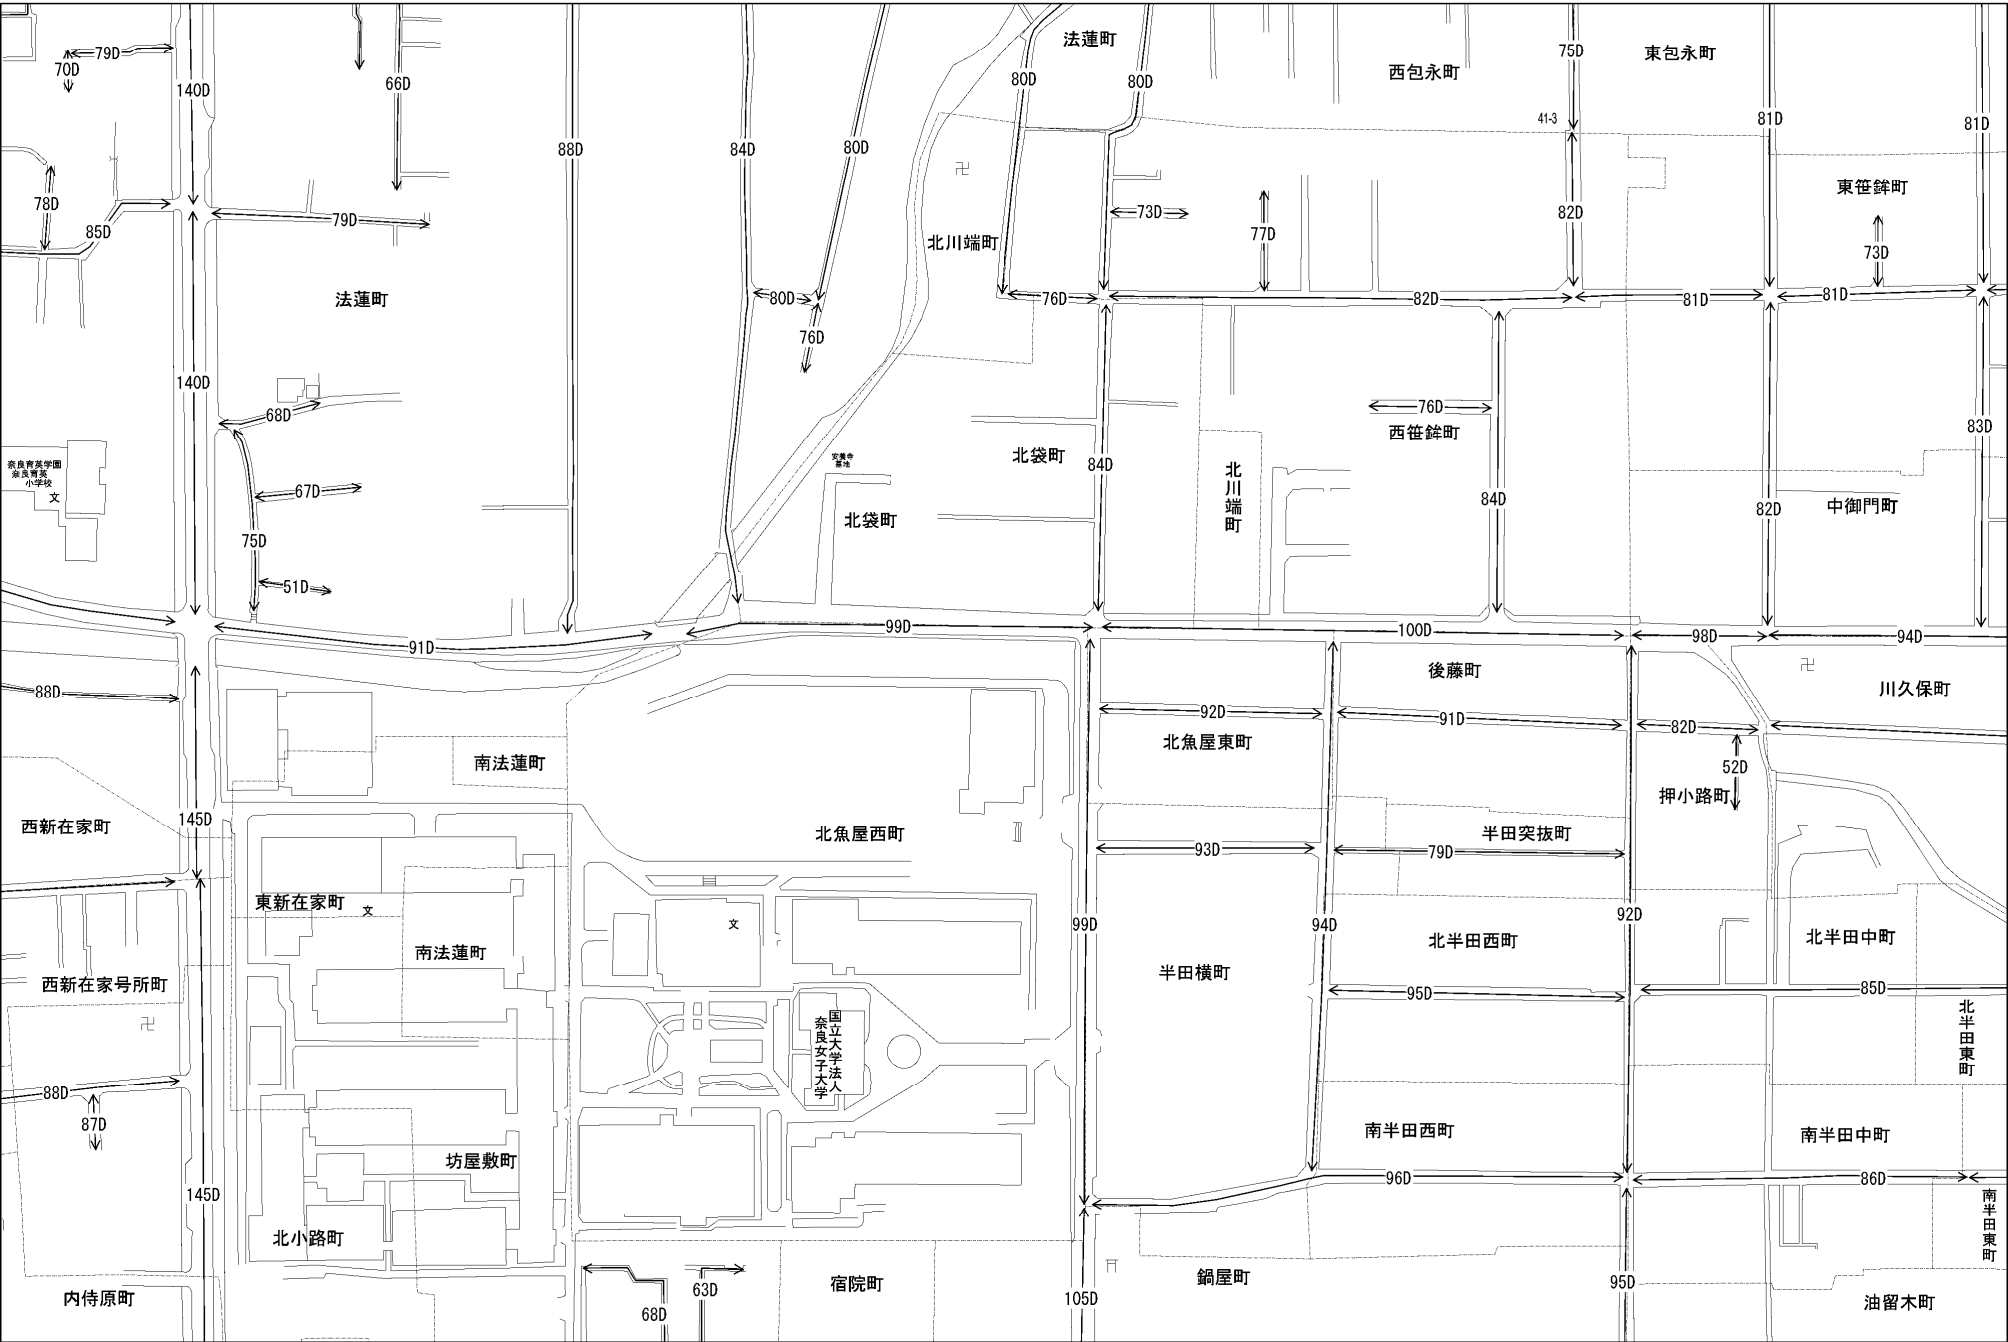 法蓮町
西包永町
75D
東包永町
79D
70D
140D
66D
80D
80D
41-3
81D
81D
88D
84D
80D
東笹鉾町
78D
85D
79D
北川端町
73D
77D
82D
73D
法蓮町
80D
76D
82D
81D
81D
76D
140D
68D
76D
西笹鉾町
83D
奈良育英学園
奈良育英
小学校
文
安養寺
墓地
北袋町
84D
北川端町
67D
84D
82D
中御門町
北袋町
75D
51D
91D
99D
100D
98D
94D
後藤町
川久保町
88D
92D
91D
82D
北魚屋東町
南法蓮町
52D
押小路町
西新在家町
145D
北魚屋西町
半田突抜町
93D
79D
東新在家町
文
文
99D
94D
92D
南法蓮町
北半田西町
北半田中町
半田横町
西新在家号所町
95D
85D
国立大学法人
奈良女子大学
北半田東町
88D
87D
南半田西町
南半田中町
坊屋敷町
96D
86D
145D
南半田東町
北小路町
内侍原町
68D
63D
宿院町
105D
鍋屋町
95D
油留木町